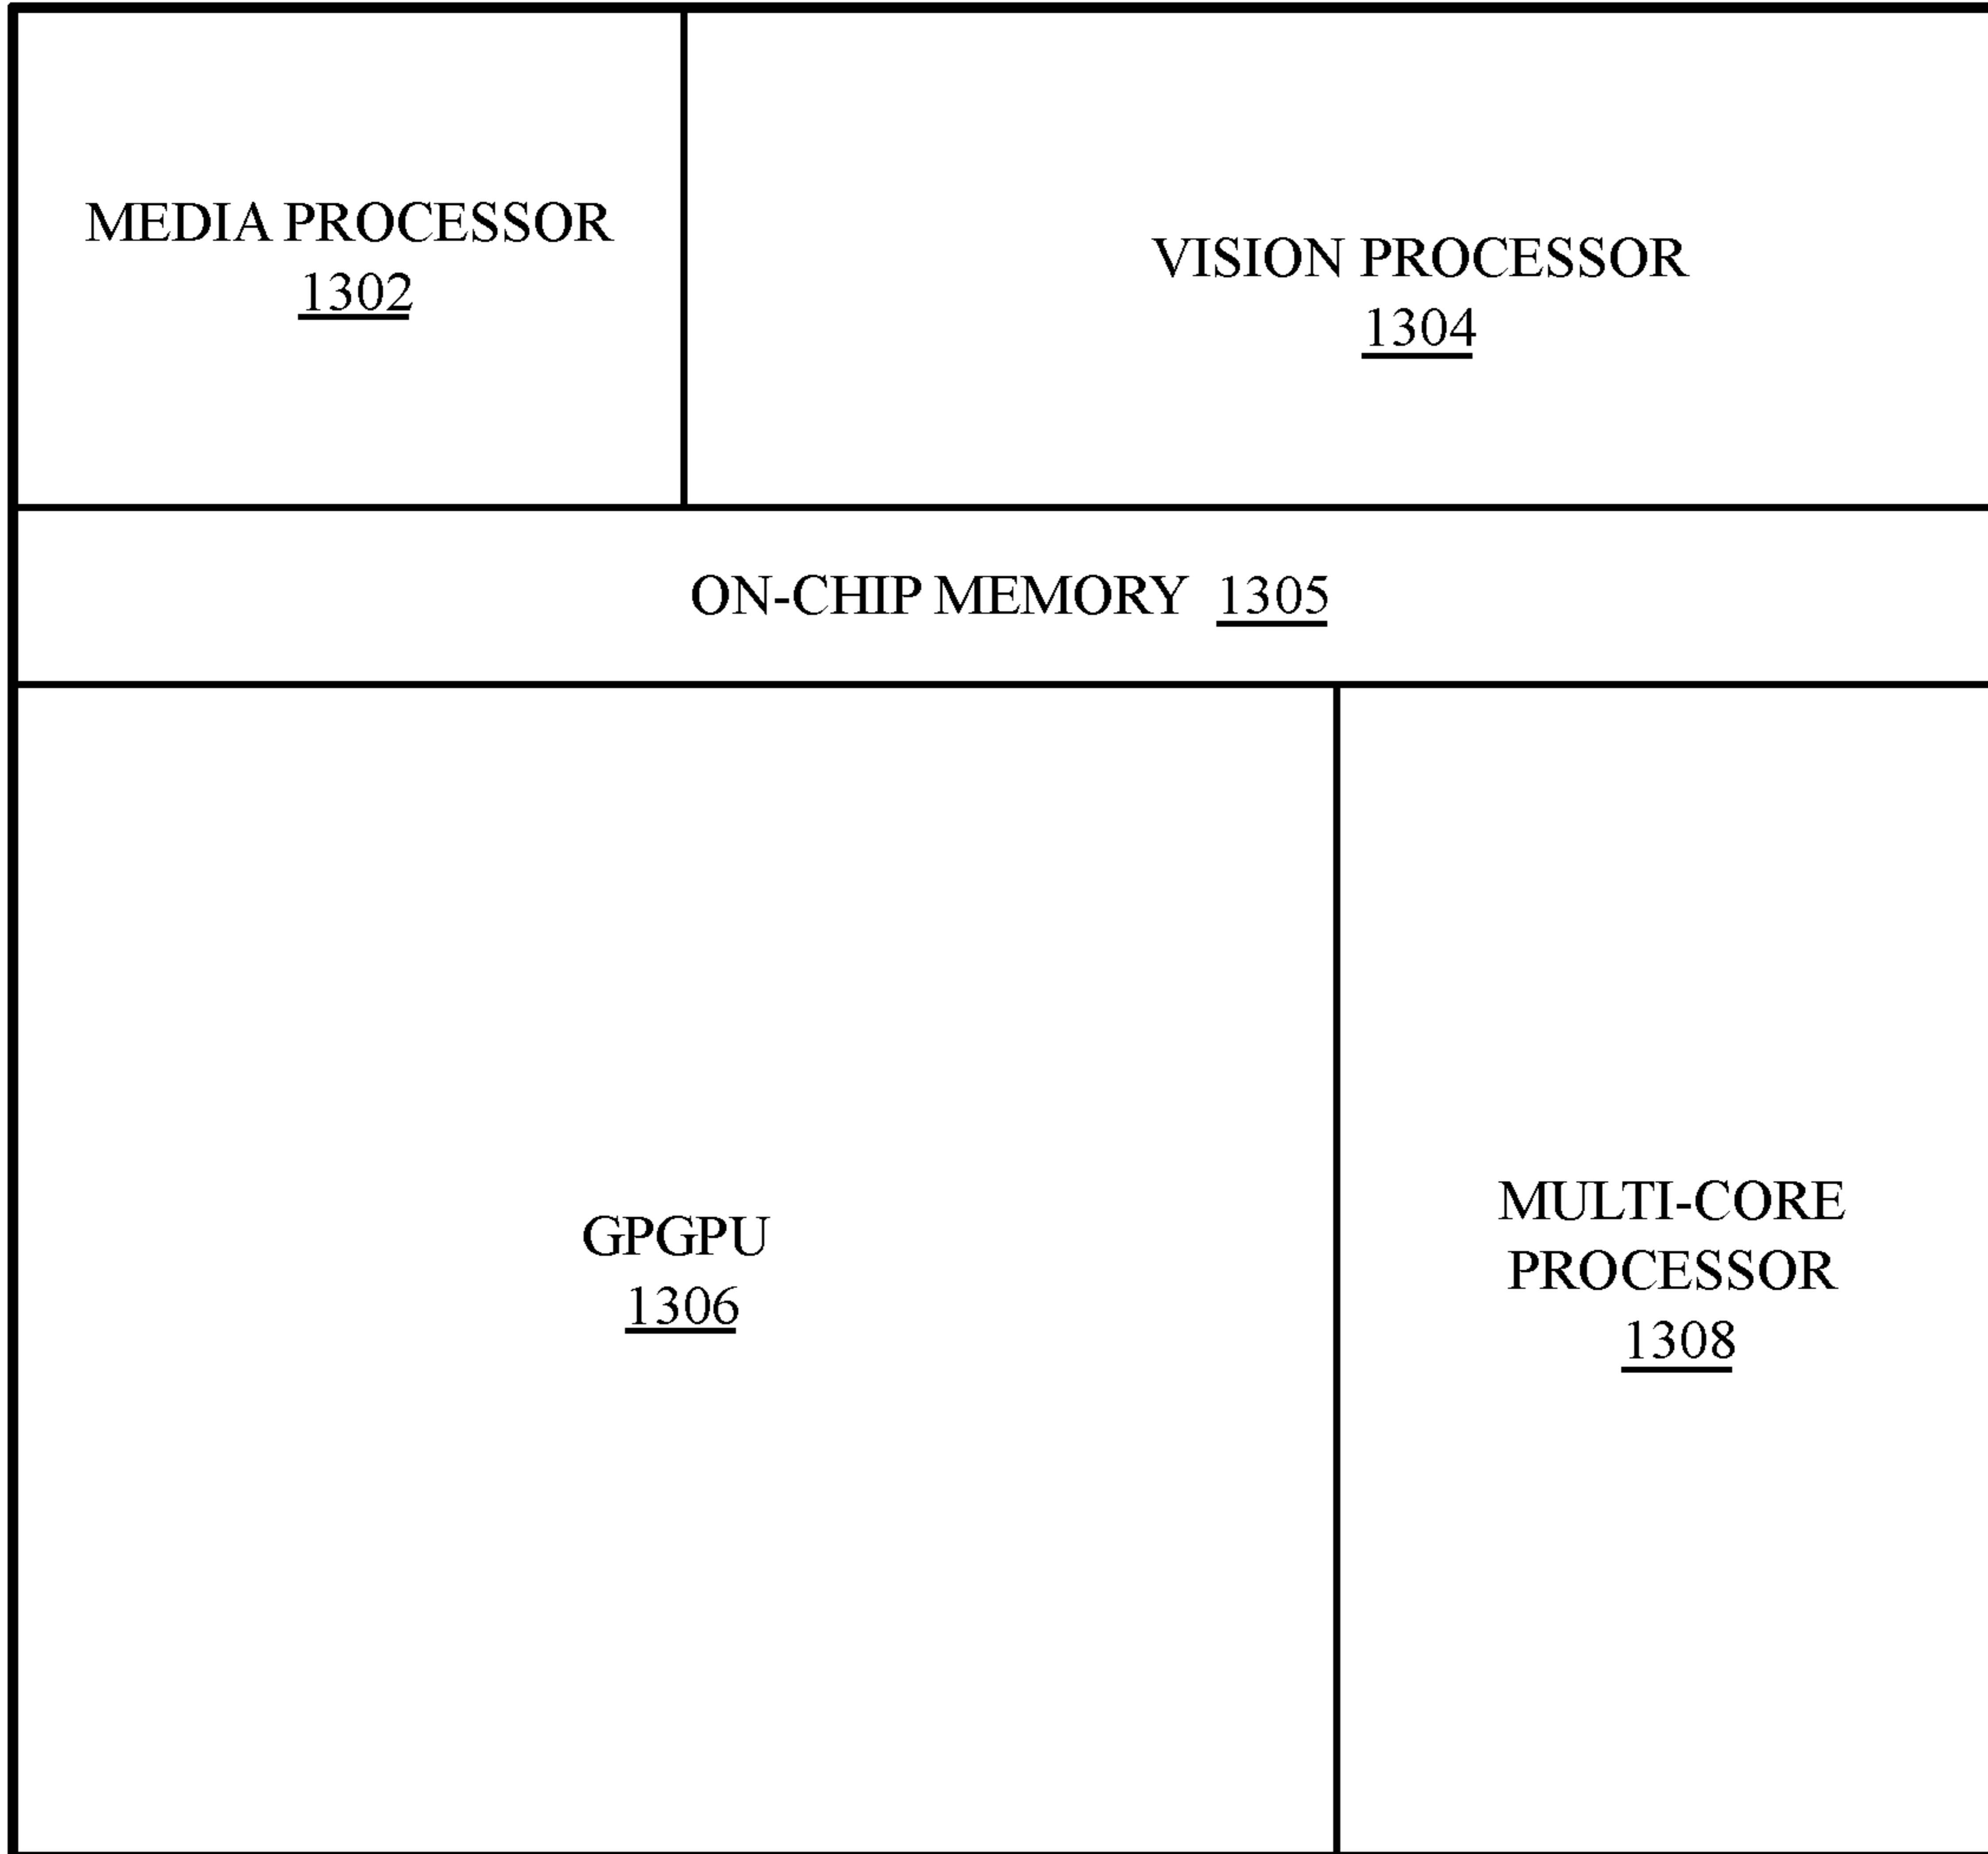 MEDIA PROCESSOR
1302
VISION PROCESSOR
1304
ON-CHIP MEMORY 1305
GPGPU
1306
MULTI-CORE
PROCESSOR
1308